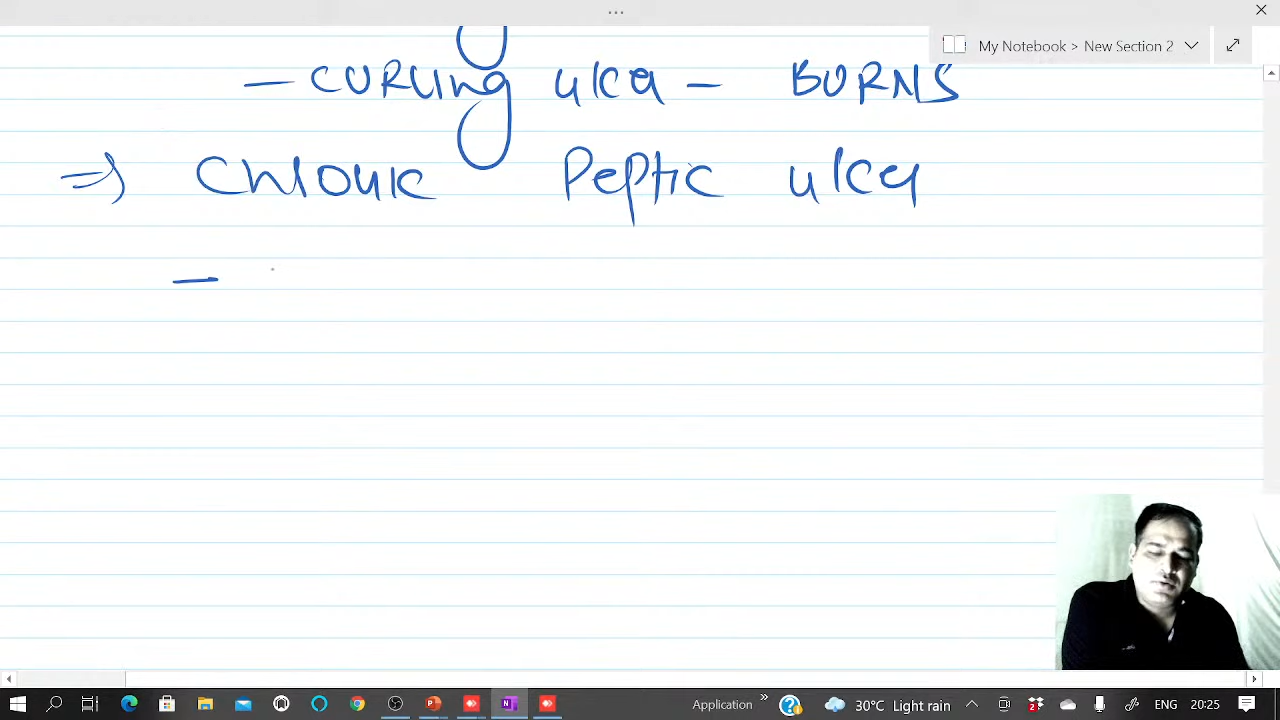 ...
My Notebook > New Section 2
- CURLING ulcer - BURNS
⇒ Chronic Peptic ulcer
-
Application » 30°C Light rain ENG 20:25